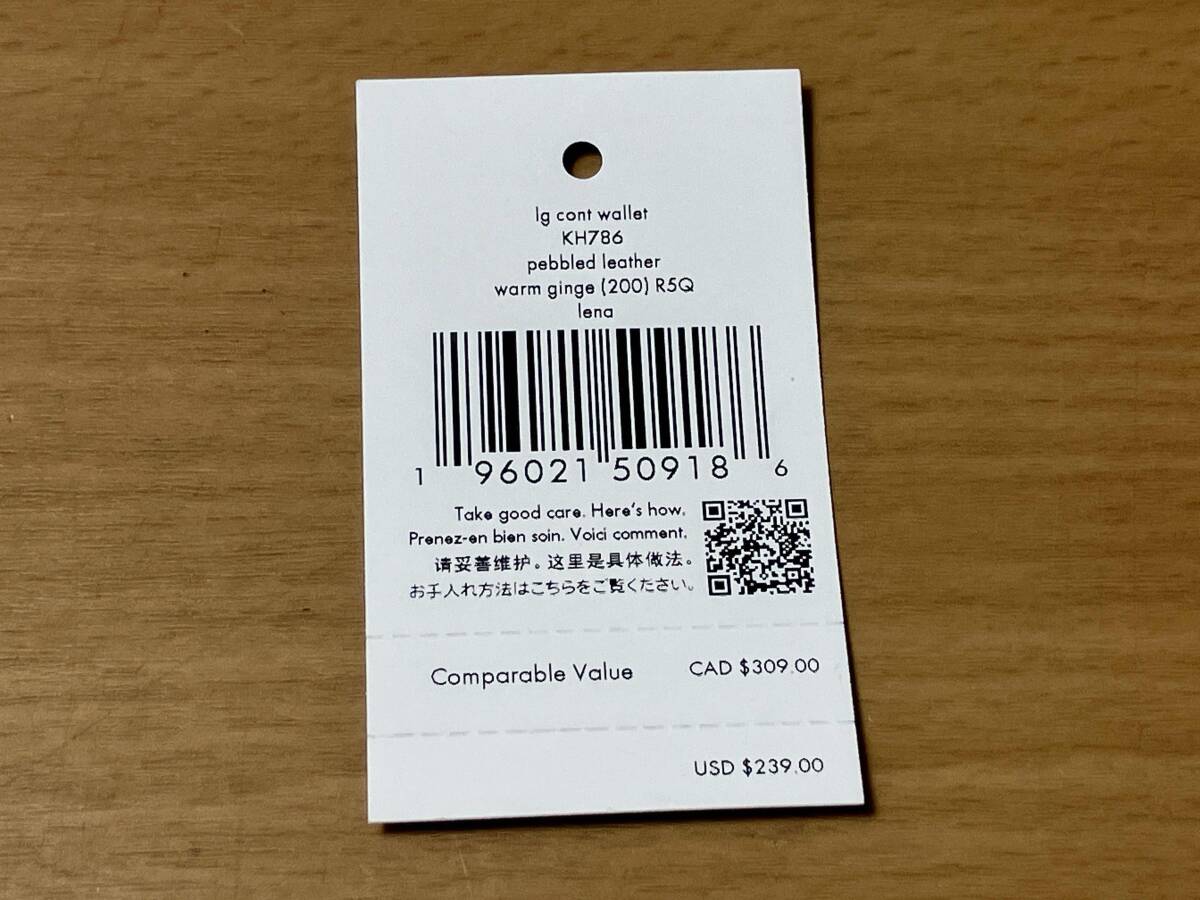 lg cont wallet
KH786
pebbled leather
warm ginge (200) R5Q
lena
1 96021 50918 6
Take good care. Here's how.
Prenez-en bien soin. Voici comment.
请妥善维护。这里是具体做法。
お手入れ方法はこちらをご覧ください。
Comparable Value CAD $309.00
USD $239.00